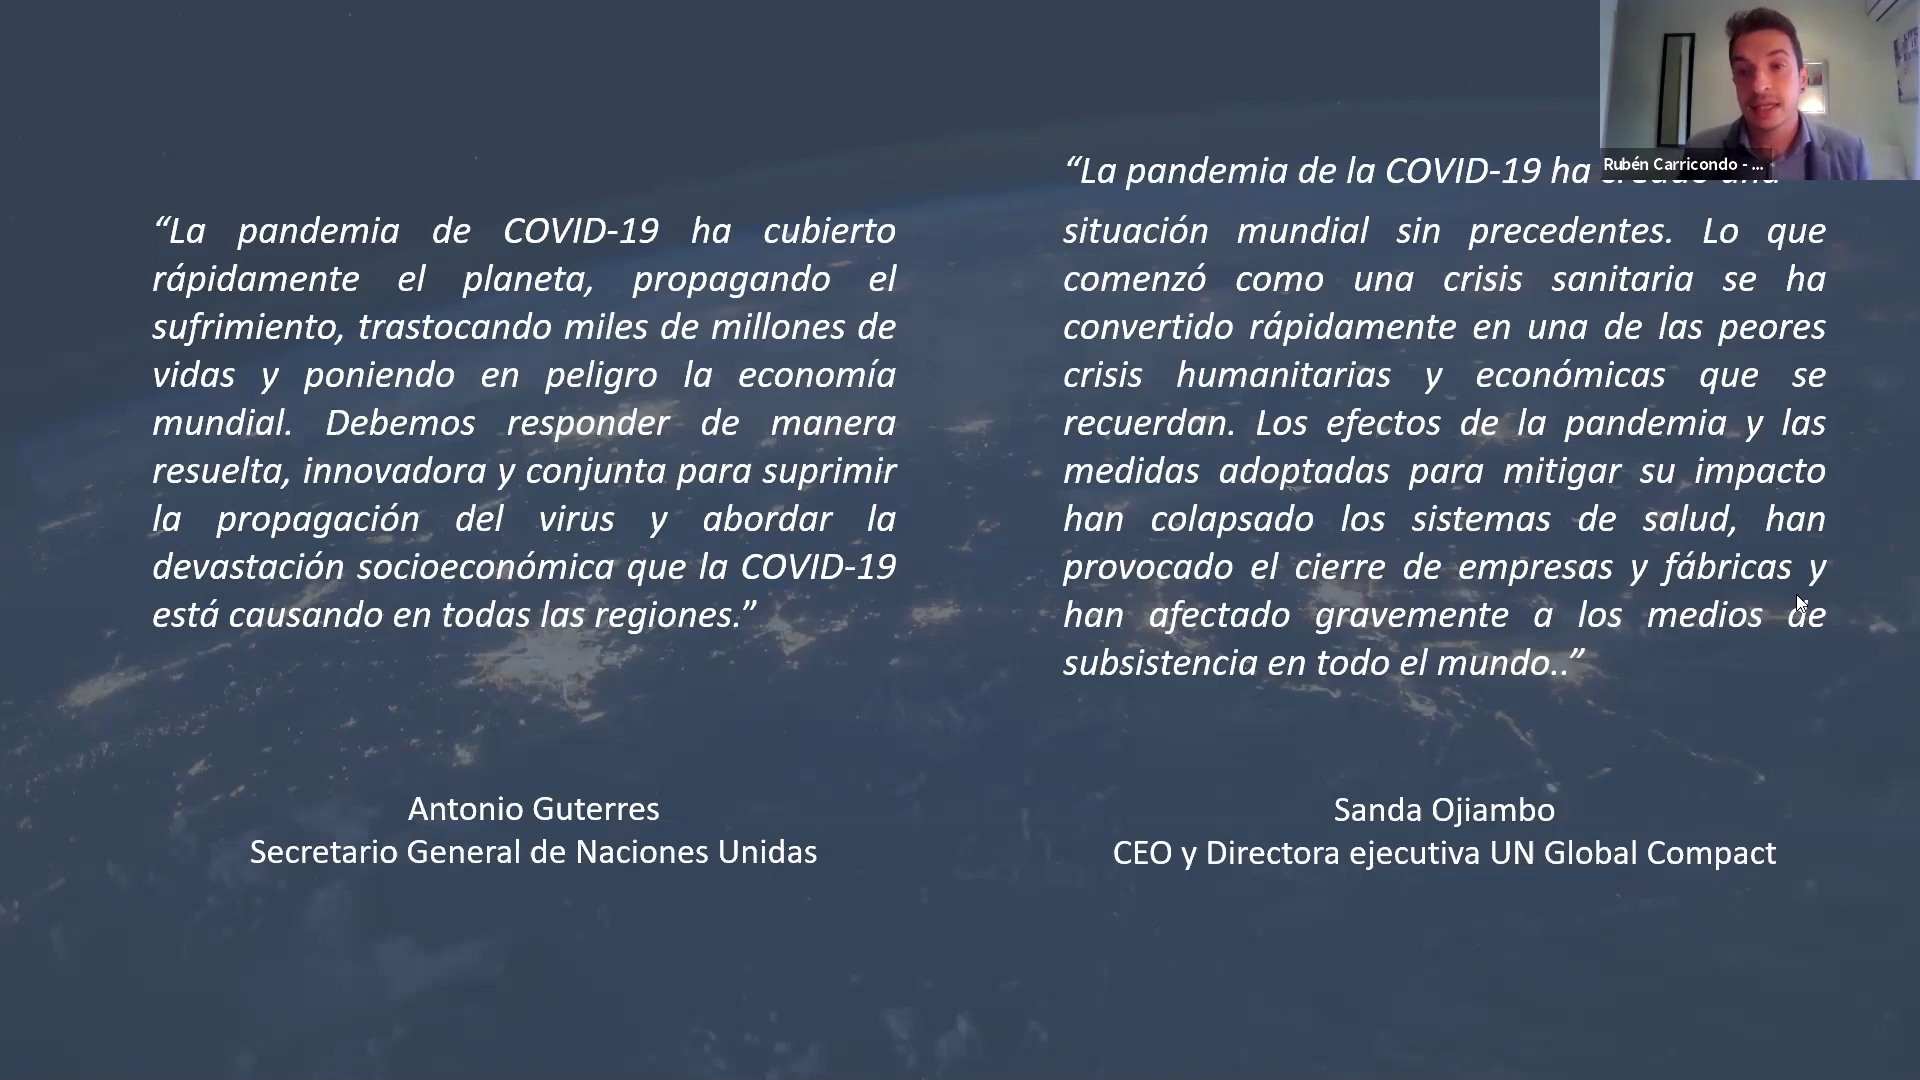 “La pandemia de COVID-19 ha cubierto
rápidamente el planeta, propagando el
sufrimiento, trastocando miles de millones de
vidas y poniendo en peligro la economía
mundial. Debemos responder de manera
resuelta, innovadora y conjunta para suprimir
la propagación del virus y abordar la
devastación socioeconómica que la COVID-19
está causando en todas las regiones.”
Antonio Guterres
Secretario General de Naciones Unidas
“La pandemia de la COVID-19 ha
situación mundial sin precedentes. Lo que
comenzó como una crisis sanitaria se ha
convertido rápidamente en una de las peores
crisis humanitarias y económicas que se
recuerdan. Los efectos de la pandemia y las
medidas adoptadas para mitigar su impacto
han colapsado los sistemas de salud, han
provocado el cierre de empresas y fábricas y
han afectado gravemente a los medios de
subsistencia en todo el mundo..”
Sanda Ojiambo
CEO y Directora ejecutiva UN Global Compact
Rubén Carricondo - ...